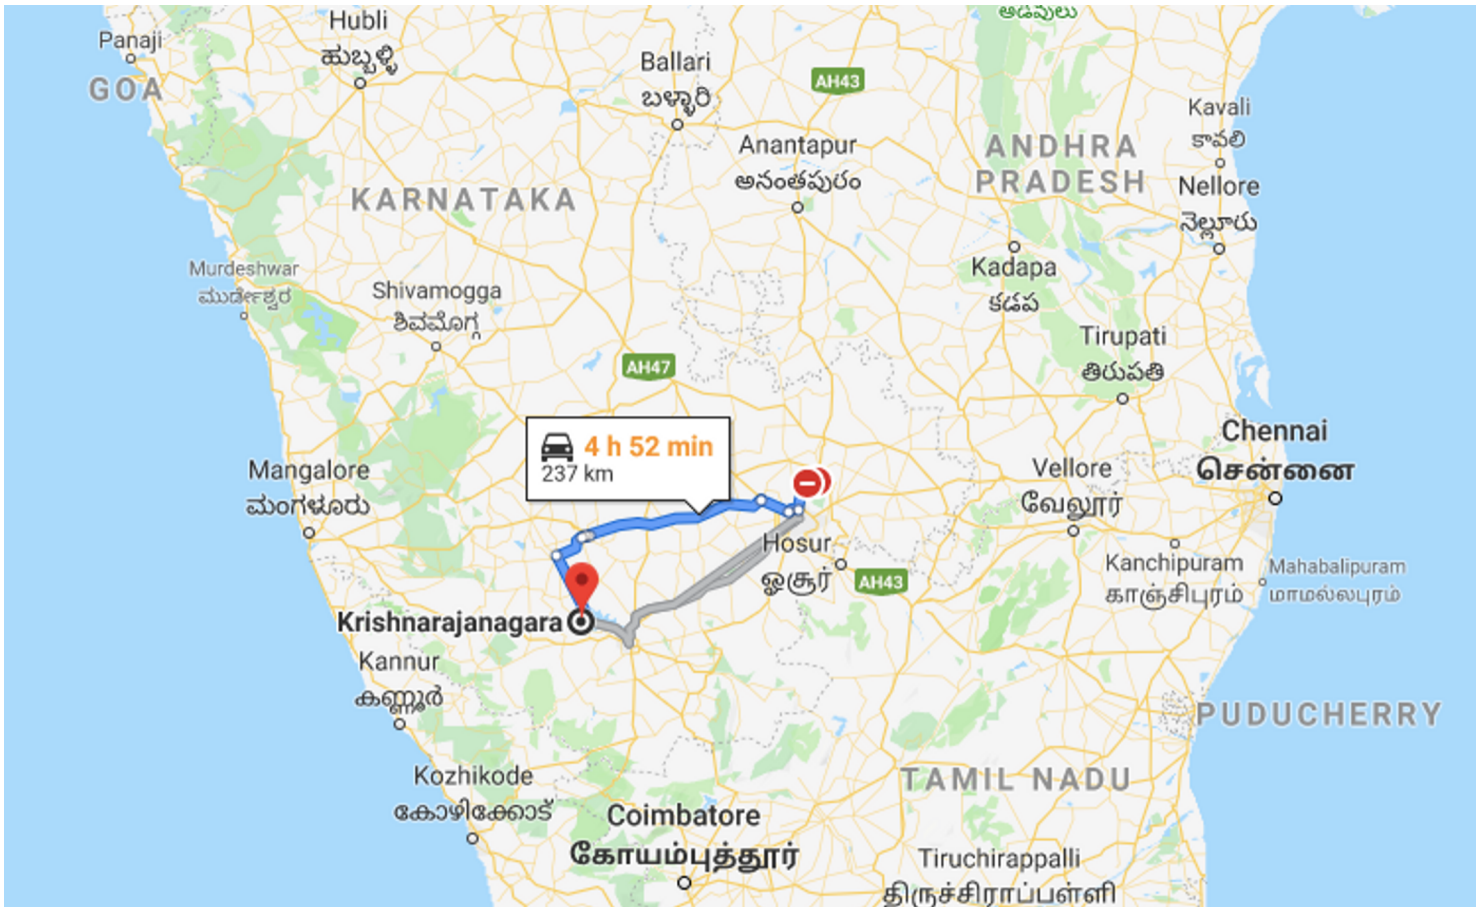 ఆడవులు
Hubli
ಹುಬ್ಬಳ್ಳಿ
Panaji
GOA
Ballari
ಬಳ್ಳಾರಿ
AH43
Kavali
కావలి
Anantapur
అనంతపురం
ANDHRA
PRADESH
Nellore
నెల్లూరు
KARNATAKA
Kadapa
కడప
Murdeshwar
ಮುರ್ಡೇಶ್ವರ
Shivamogga
ಶಿವಮೊಗ್ಗ
Tirupati
తిరుపతి
AH47
Chennai
சென்னை
4 h 52 min
237 km
Mangalore
ಮಂಗಳೂರು
Vellore
வேலூர்
Hosur
ஓசூர்
AH43
Kanchipuram
காஞ்சிபுரம்
Mahabalipuram
மாமல்லபுரம்
Krishnarajanagara
Kannur
കണ്ണൂർ
PUDUCHERRY
Kozhikode
കോഴിക്കോട്
TAMIL NADU
Coimbatore
கோயம்புத்தூர்
Tiruchirappalli
திருச்சிராப்பள்ளி